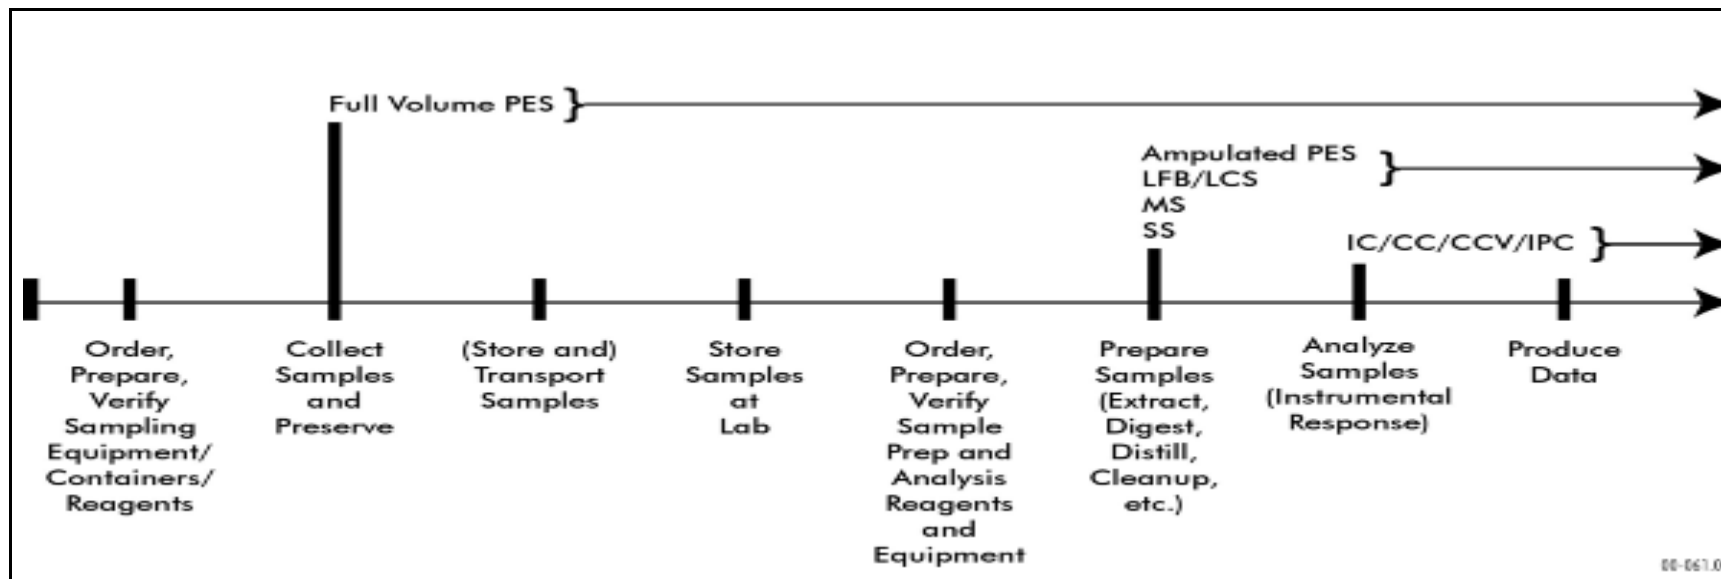 Full Volume PES }
Ampulated PES }
LFB/LCS
MS
SS
IC/CC/CCV/IPC }
Order,
Prepare,
Verify
Sampling
Equipment/
Containers/
Reagents
Collect
Samples
and
Preserve
(Store and)
Transport
Samples
Store
Samples
at
Lab
Order,
Prepare,
Verify
Sample
Prep and
Analysis
Reagents
and
Equipment
Prepare
Samples
(Extract,
Digest,
Distill,
Cleanup,
etc.)
Analyze
Samples
(Instrumental
Response)
Produce
Data